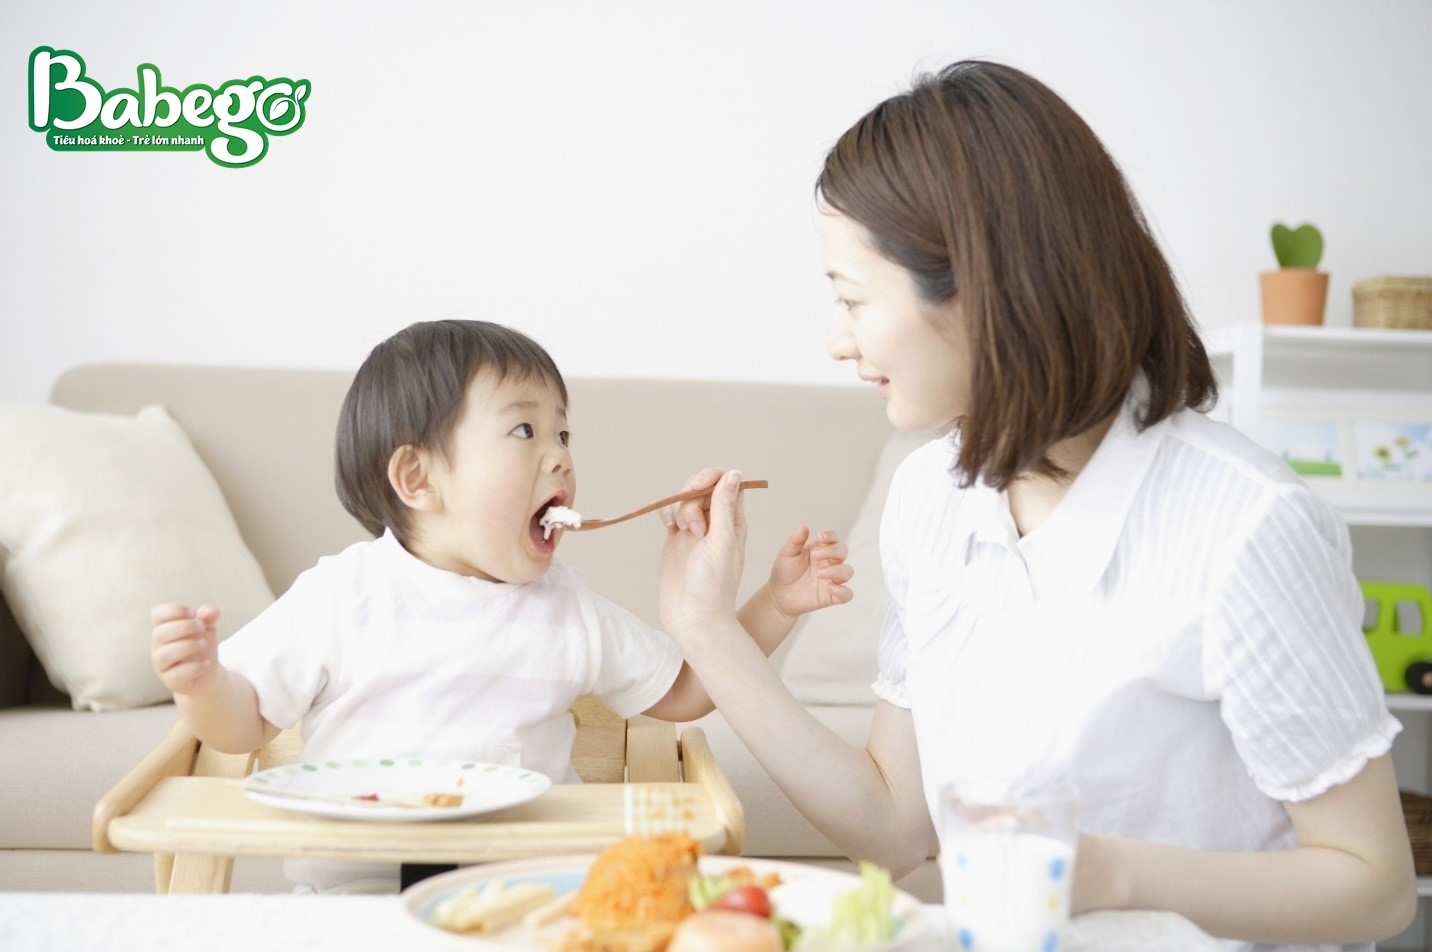 Babego
Tiêu hoá khoẻ - Trẻ lớn nhanh